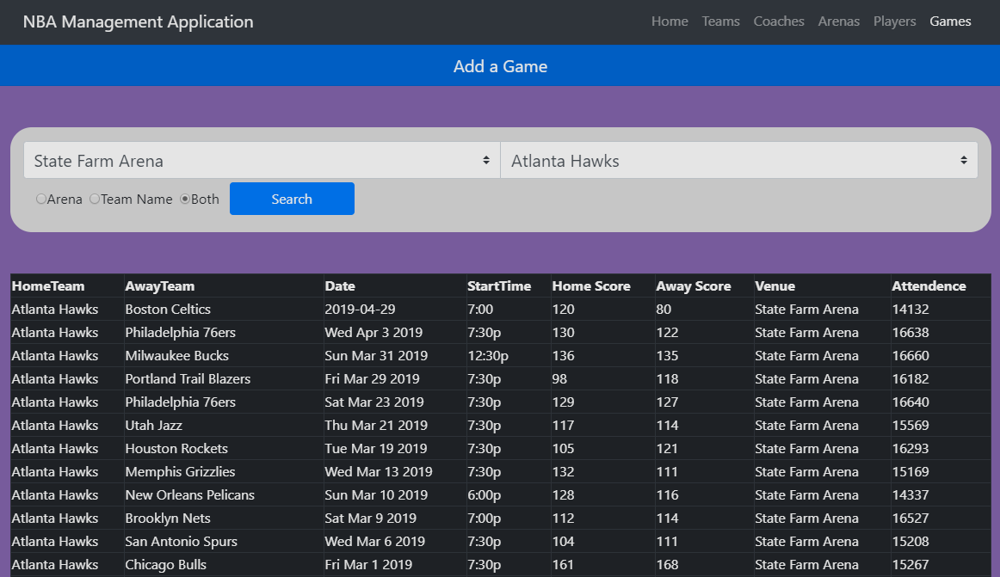 NBA Management Application Home Teams Coaches Arenas Players Games
Add a Game
State Farm Arena Atlanta Hawks
Arena Team Name Both Search
HomeTeam AwayTeam Date StartTime Home Score Away Score Venue Attendence
Atlanta Hawks Boston Celtics 2019-04-29 7:00 120 80 State Farm Arena 14132
Atlanta Hawks Philadelphia 76ers Wed Apr 3 2019 7:30p 130 122 State Farm Arena 16638
Atlanta Hawks Milwaukee Bucks Sun Mar 31 2019 12:30p 136 135 State Farm Arena 16660
Atlanta Hawks Portland Trail Blazers Fri Mar 29 2019 7:30p 98 118 State Farm Arena 16182
Atlanta Hawks Philadelphia 76ers Sat Mar 23 2019 7:30p 129 127 State Farm Arena 16640
Atlanta Hawks Utah Jazz Thu Mar 21 2019 7:30p 117 114 State Farm Arena 15569
Atlanta Hawks Houston Rockets Tue Mar 19 2019 7:30p 105 121 State Farm Arena 16293
Atlanta Hawks Memphis Grizzlies Wed Mar 13 2019 7:30p 132 111 State Farm Arena 15169
Atlanta Hawks New Orleans Pelicans Sun Mar 10 2019 6:00p 128 116 State Farm Arena 14337
Atlanta Hawks Brooklyn Nets Sat Mar 9 2019 7:00p 112 114 State Farm Arena 16527
Atlanta Hawks San Antonio Spurs Wed Mar 6 2019 7:30p 104 111 State Farm Arena 15208
Atlanta Hawks Chicago Bulls Fri Mar 1 2019 7:30p 161 168 State Farm Arena 15267